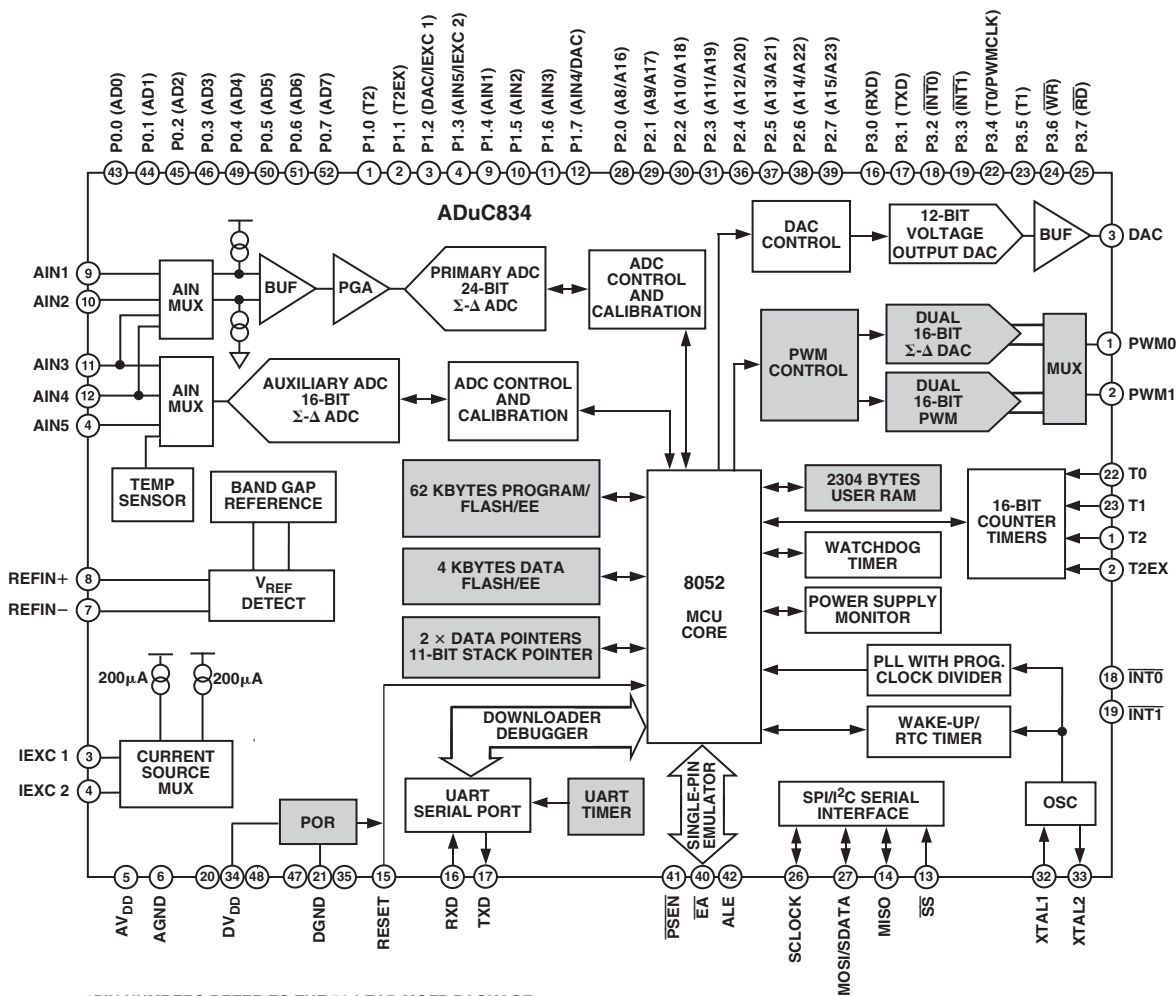 P0.0 (AD0)
P0.1 (AD1)
P0.2 (AD2)
P0.3 (AD3)
P0.4 (AD4)
P0.5 (AD5)
P0.6 (AD6)
P0.7 (AD7)
P1.0 (T2)
P1.1 (T2EX)
P1.2 (DAC/IEXC 1)
P1.3 (AIN5/IEXC 2)
P1.4 (AIN1)
P1.5 (AIN2)
P1.6 (AIN3)
P1.7 (AIN4/DAC)
P2.0 (A8/A16)
P2.1 (A9/A17)
P2.2 (A10/A18)
P2.3 (A11/A19)
P2.4 (A12/A20)
P2.5 (A13/A21)
P2.6 (A14/A22)
P2.7 (A15/A23)
P3.0 (RXD)
P3.1 (TXD)
P3.2 (INT0)
P3.3 (INT1)
P3.4 (T0/PWMCLK)
P3.5 (T1)
P3.6 (WR)
P3.7 (RD)
43 44 45 46 49 50 51 52 1 2 3 4 9 10 11 12 28 29 30 31 36 37 38 39 16 17 18 19 22 23 24 25
ADuC834
AIN1 9
AIN2 10
AIN3 11
AIN4 12
AIN5 4
AIN
MUX
BUF
PGA
PRIMARY ADC
24-BIT
Σ-Δ ADC
ADC
CONTROL
AND
CALIBRATION
DAC
CONTROL
12-BIT
VOLTAGE
OUTPUT DAC
BUF
3 DAC
AIN
MUX
AUXILIARY ADC
16-BIT
Σ-Δ ADC
ADC CONTROL
AND
CALIBRATION
PWM
CONTROL
DUAL
16-BIT
Σ-Δ DAC
DUAL
16-BIT
PWM
MUX
1 PWM0
2 PWM1
TEMP
SENSOR
BAND GAP
REFERENCE
VREF
DETECT
REFIN+ 8
REFIN− 7
62 KBYTES PROGRAM/
FLASH/EE
4 KBYTES DATA
FLASH/EE
2 × DATA POINTERS
11-BIT STACK POINTER
8052
MCU
CORE
2304 BYTES
USER RAM
WATCHDOG
TIMER
POWER SUPPLY
MONITOR
PLL WITH PROG.
CLOCK DIVIDER
WAKE-UP/
RTC TIMER
16-BIT
COUNTER
TIMERS
22 T0
23 T1
1 T2
2 T2EX
18 INT0
19 INT1
200µA
200µA
CURRENT
SOURCE
MUX
IEXC 1 3
IEXC 2 4
DOWNLOADER
DEBUGGER
POR
UART
SERIAL PORT
UART
TIMER
SINGLE-PIN
EMULATOR
SPI/I2C SERIAL
INTERFACE
OSC
5 6 20 34 48 47 21 35 15 16 17 41 40 42 26 27 14 13 32 33
AVDD
AGND
DVDD
DGND
RESET
RXD
TXD
PSEN
EA
ALE
SCLOCK
MOSI/SDATA
MISO
SS
XTAL1
XTAL2